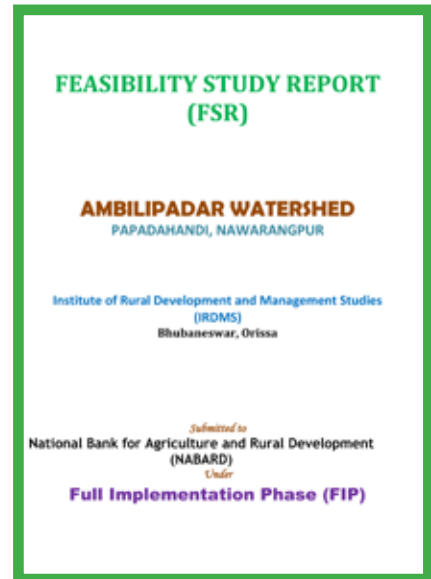 FEASIBILITY STUDY REPORT
(FSR)
AMBILIPADAR WATERSHED
PAPADAHANDI, NAWARANGPUR
Institute of Rural Development and Management Studies
(IRDMS)
Bhubaneswar, Orissa
Submitted to
National Bank for Agriculture and Rural Development
(NABARD)
Under
Full Implementation Phase (FIP)